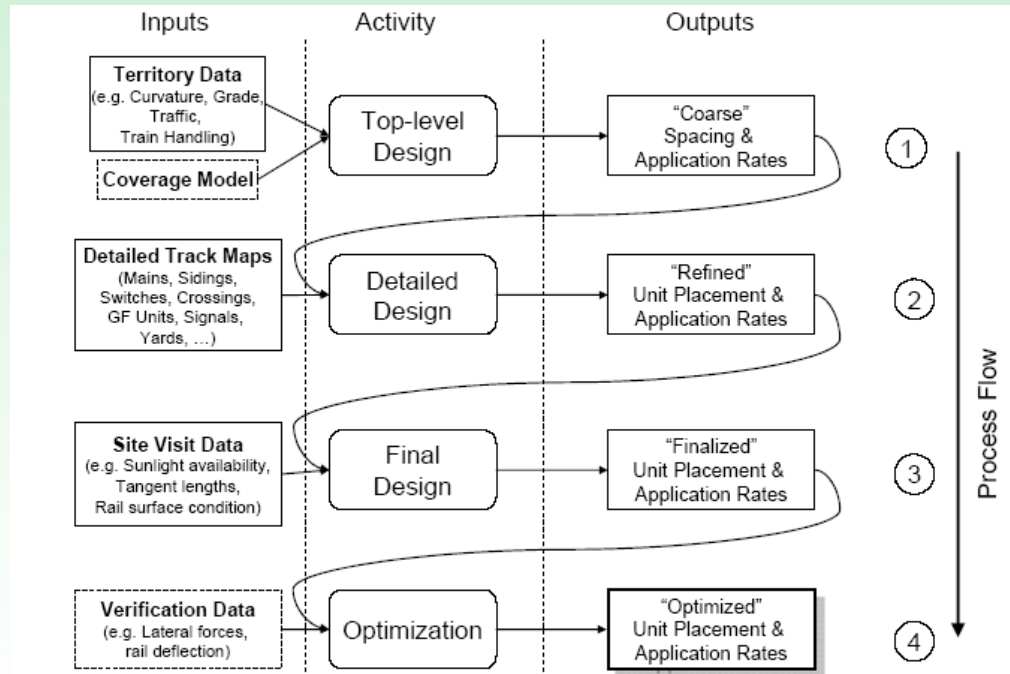 Inputs
Activity
Outputs
Territory Data
(e.g. Curvature, Grade,
Traffic,
Train Handling)
Coverage Model
Top-level
Design
“Coarse”
Spacing &
Application Rates
1
Detailed Track Maps
(Mains, Sidings,
Switches, Crossings,
GF Units, Signals,
Yards, …)
Detailed
Design
“Refined”
Unit Placement &
Application Rates
2
Site Visit Data
(e.g. Sunlight availability,
Tangent lengths,
Rail surface condition)
Final
Design
“Finalized”
Unit Placement &
Application Rates
3
Verification Data
(e.g. Lateral forces,
rail deflection)
Optimization
“Optimized”
Unit Placement &
Application Rates
4
Process Flow